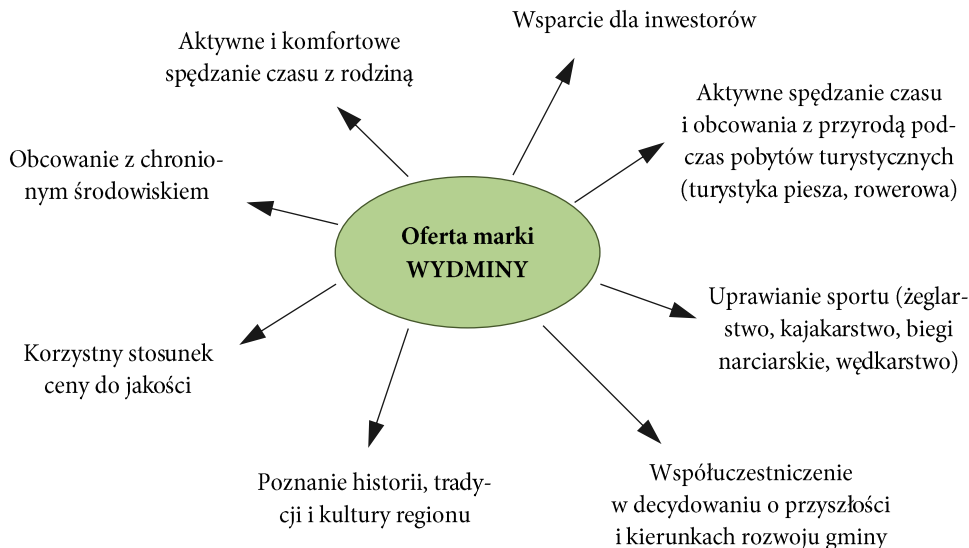 Wsparcie dla inwestorów
Aktywne i komfortowe
spędzanie czasu z rodziną
Aktywne spędzanie czasu
i obcowania z przyrodą pod-
czas pobytów turystycznych
(turystyka piesza, rowerowa)
Obcowanie z chronio-
nym środowiskiem
Oferta marki
WYDMINY
Uprawianie sportu (żeglar-
stwo, kajakarstwo, biegi
narciarskie, wędkarstwo)
Korzystny stosunek
ceny do jakości
Poznanie historii, trady-
cji i kultury regionu
Współuczestniczenie
w decydowaniu o przyszłości
i kierunkach rozwoju gminy